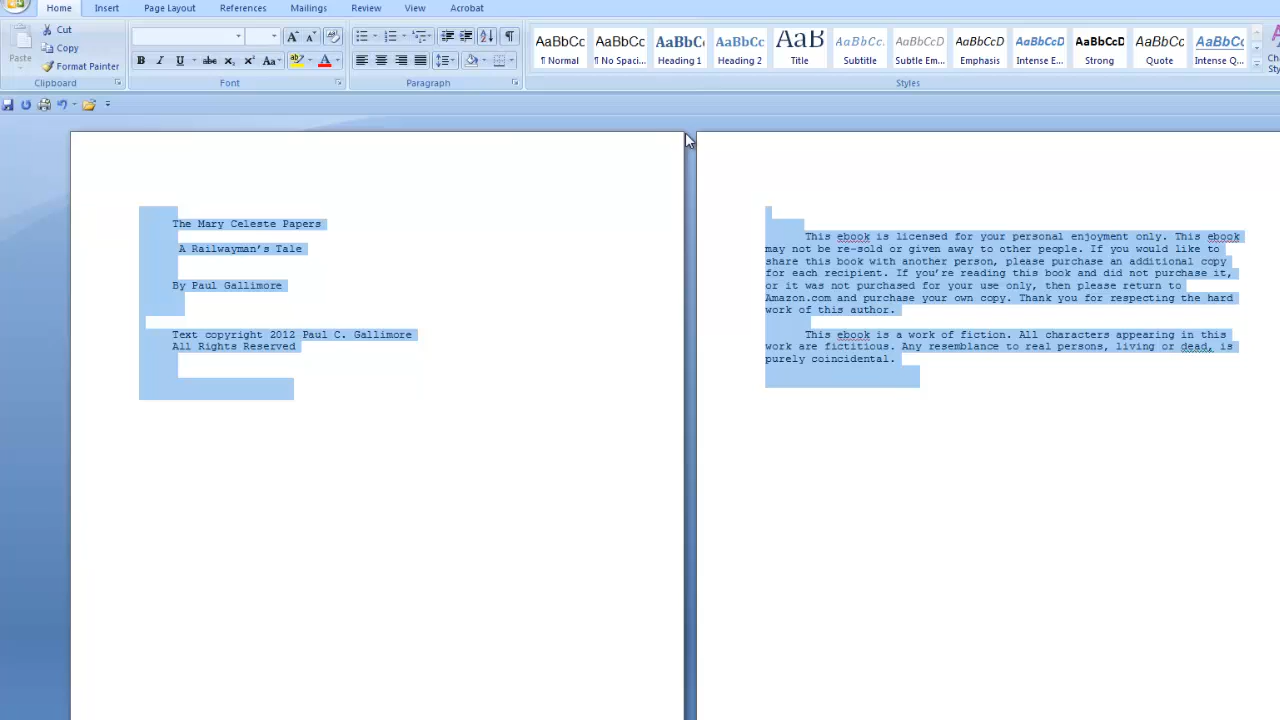 Home Insert Page Layout References Mailings Review View Acrobat
Cut
Copy
Format Painter
Paste
Clipboard
Font
Paragraph
AaBbCc AaBbCc AaBbCc AaBbCc AaB AaBbCc. AaBbCcD AaBbCcD AaBbCcD AaBbCcD AaBbCc AaBbCc
¶ Normal ¶ No Spaci... Heading 1 Heading 2 Title Subtitle Subtle Em... Emphasis Intense E... Strong Quote Intense Q...
Styles
The Mary Celeste Papers
A Railwayman's Tale
By Paul Gallimore
Text copyright 2012 Paul C. Gallimore
All Rights Reserved
This ebook is licensed for your personal enjoyment only. This ebook
may not be re-sold or given away to other people. If you would like to
share this book with another person, please purchase an additional copy
for each recipient. If you're reading this book and did not purchase it,
or it was not purchased for your use only, then please return to
Amazon.com and purchase your own copy. Thank you for respecting the hard
work of this author.
This ebook is a work of fiction. All characters appearing in this
work are fictitious. Any resemblance to real persons, living or dead, is
purely coincidental.